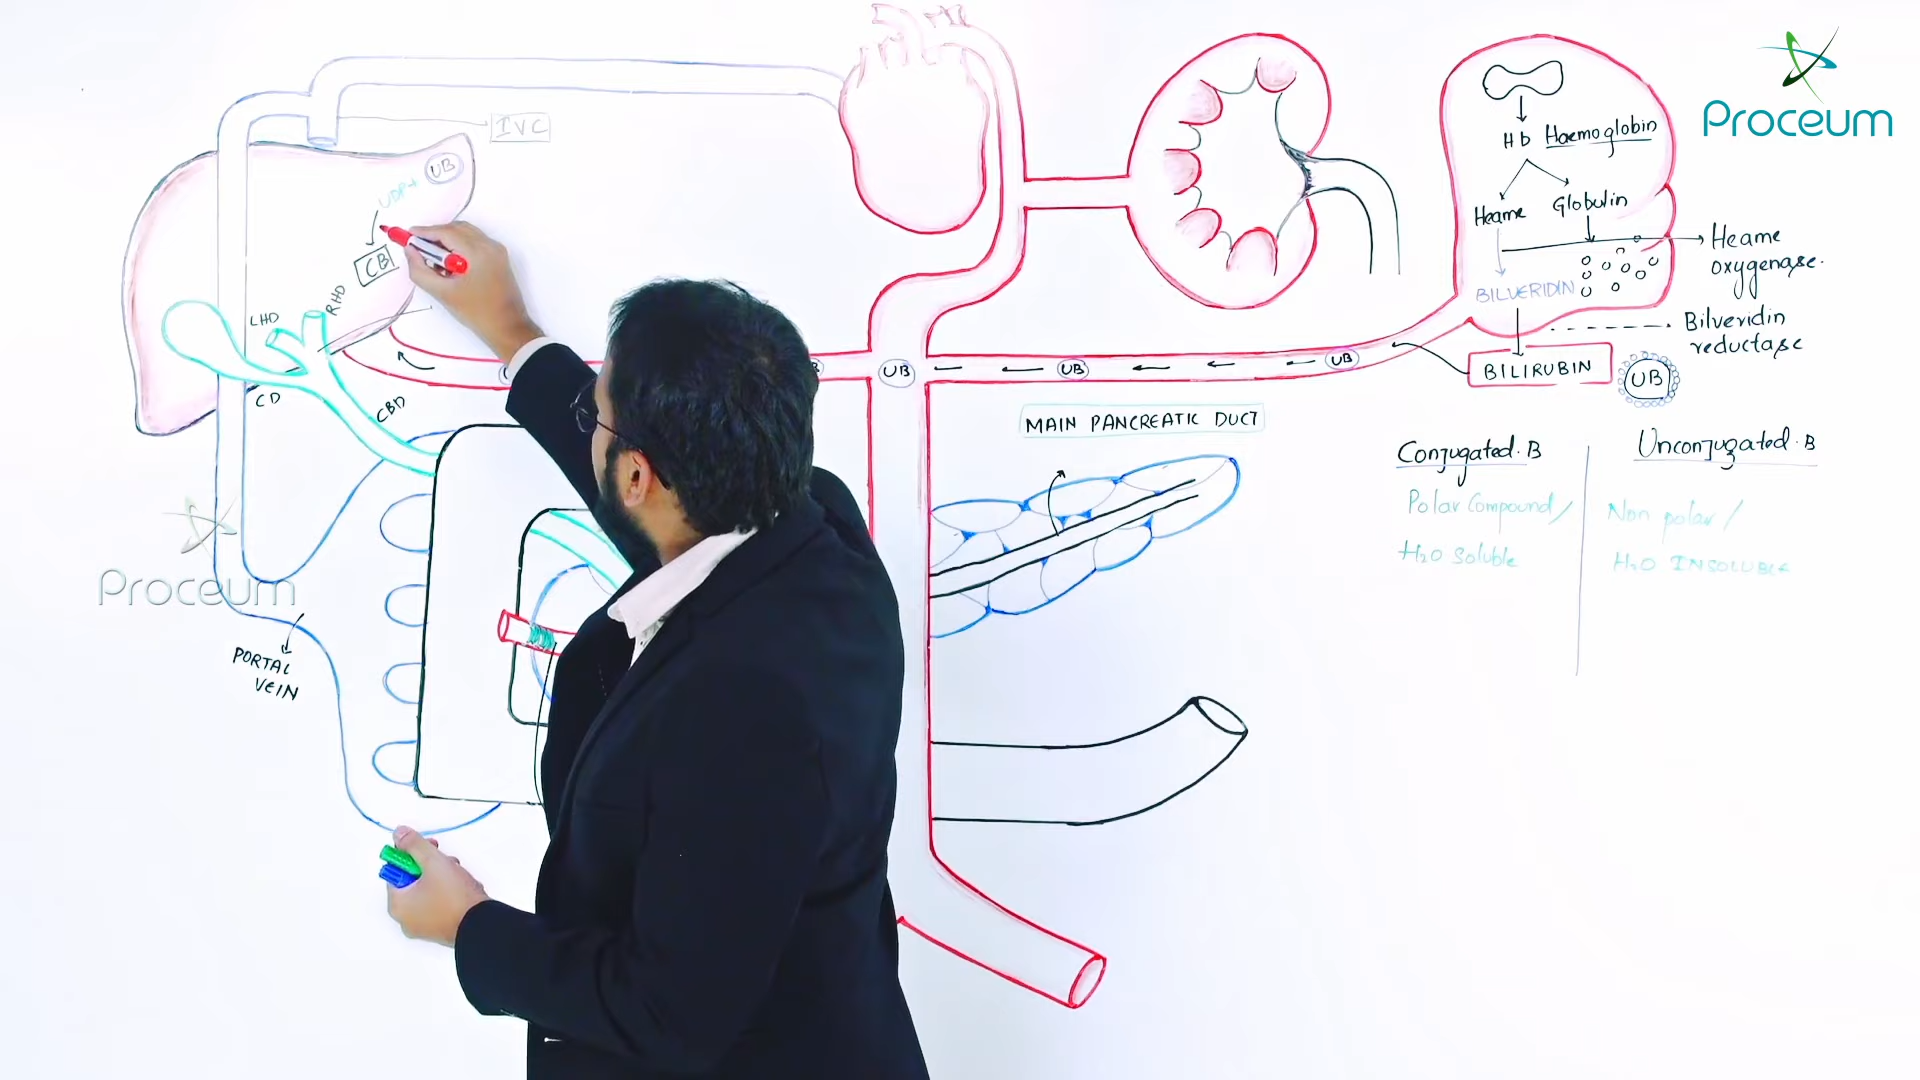 IVC
UB
UDP+
CB
RHD
LHD
CD
CBD
PORTAL
VEIN
UB
UB
UB
MAIN PANCREATIC DUCT
Hb Haemoglobin
Heame
Globulin
BILVERIDIN
Heame
oxygenase.
Bilveridin
reductase
BILIRUBIN
UB
Conjugated. B
Unconjugated. B
Polar Compound/
H2O Soluble
Non polar/
H2O INSOLUBLE
Proceum
Proceum